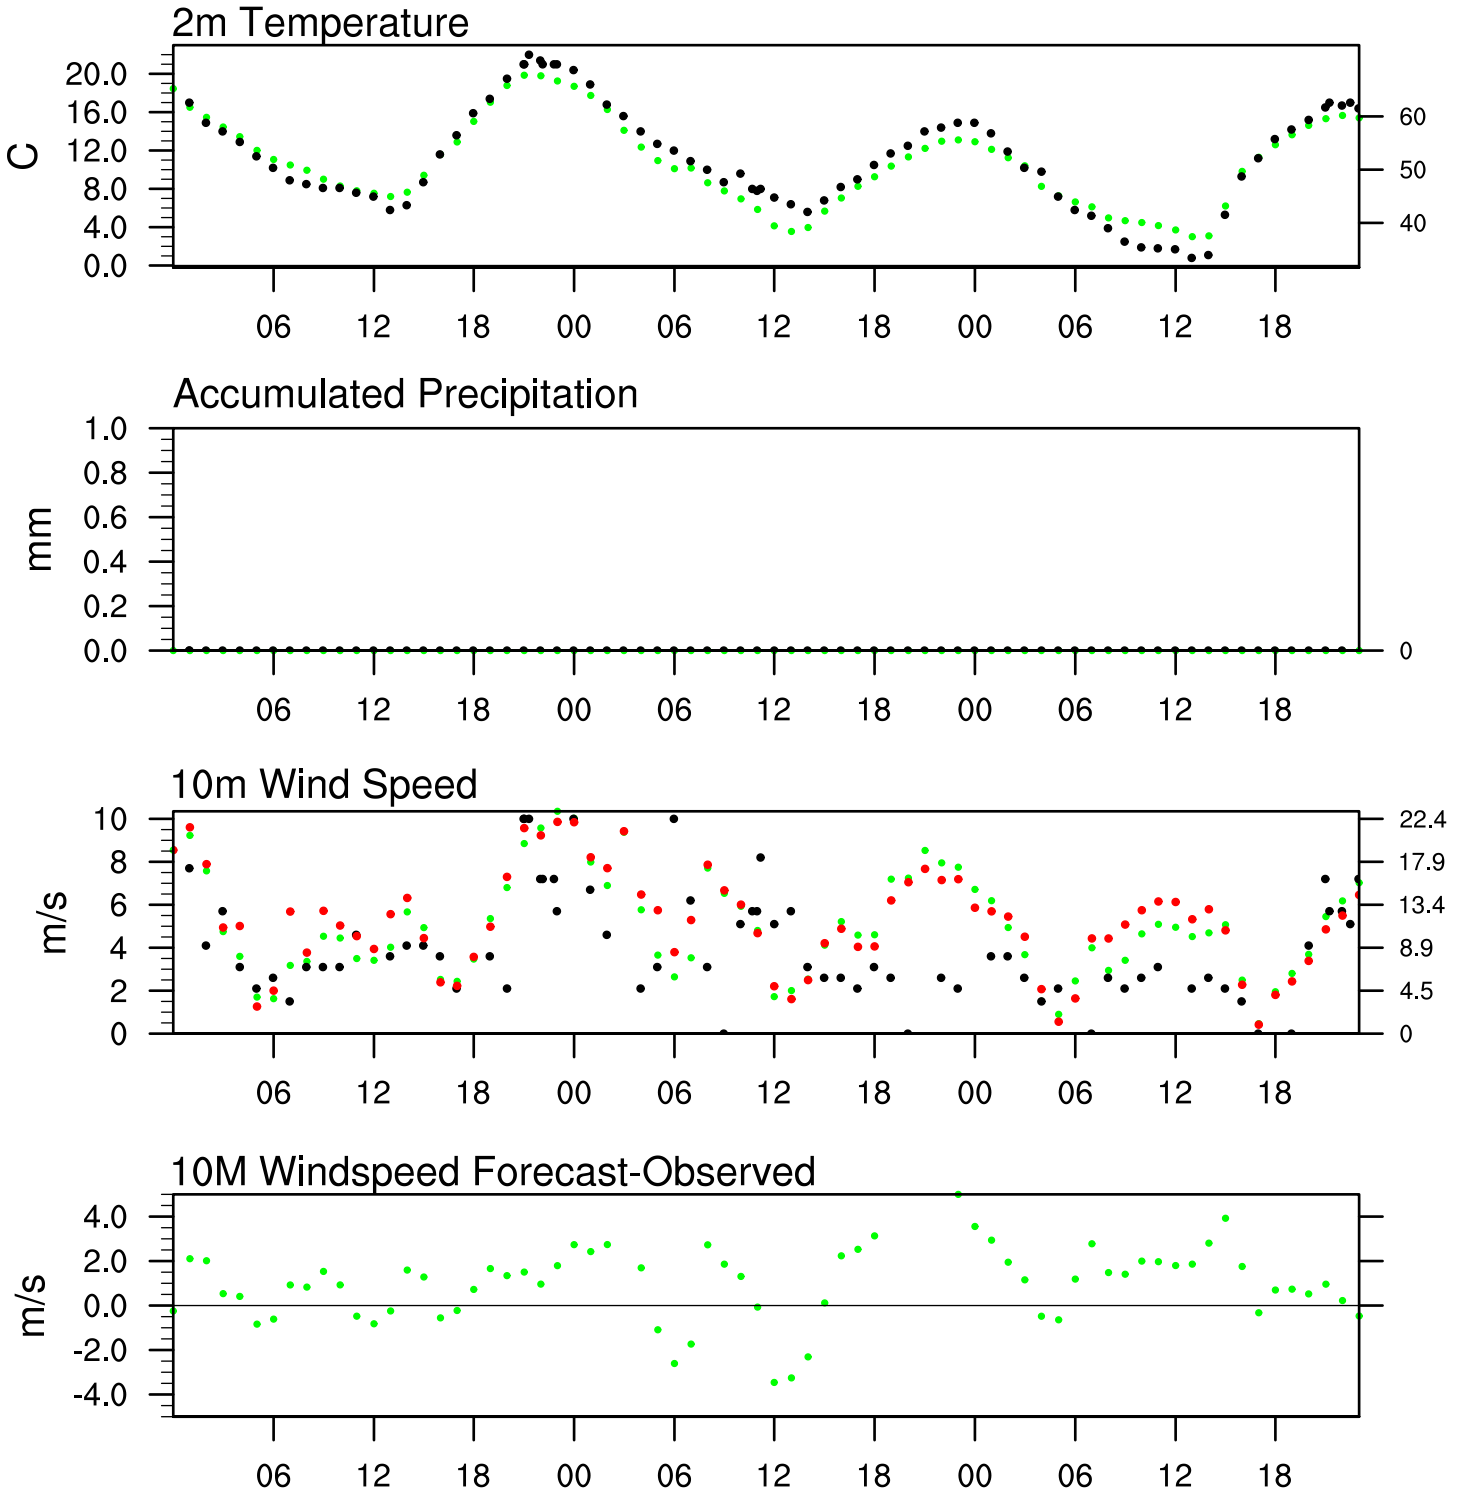 2m Temperature
20.0
16.0
12.0
8.0
4.0
0.0
C
60
50
40
06 12 18 00 06 12 18 00 06 12 18
Accumulated Precipitation
1.0
0.8
0.6
0.4
0.2
0.0
mm
0
06 12 18 00 06 12 18 00 06 12 18
10m Wind Speed
10
8
6
4
2
0
m/s
22.4
17.9
13.4
8.9
4.5
0
06 12 18 00 06 12 18 00 06 12 18
10M Windspeed Forecast-Observed
4.0
2.0
0.0
-2.0
-4.0
m/s
06 12 18 00 06 12 18 00 06 12 18